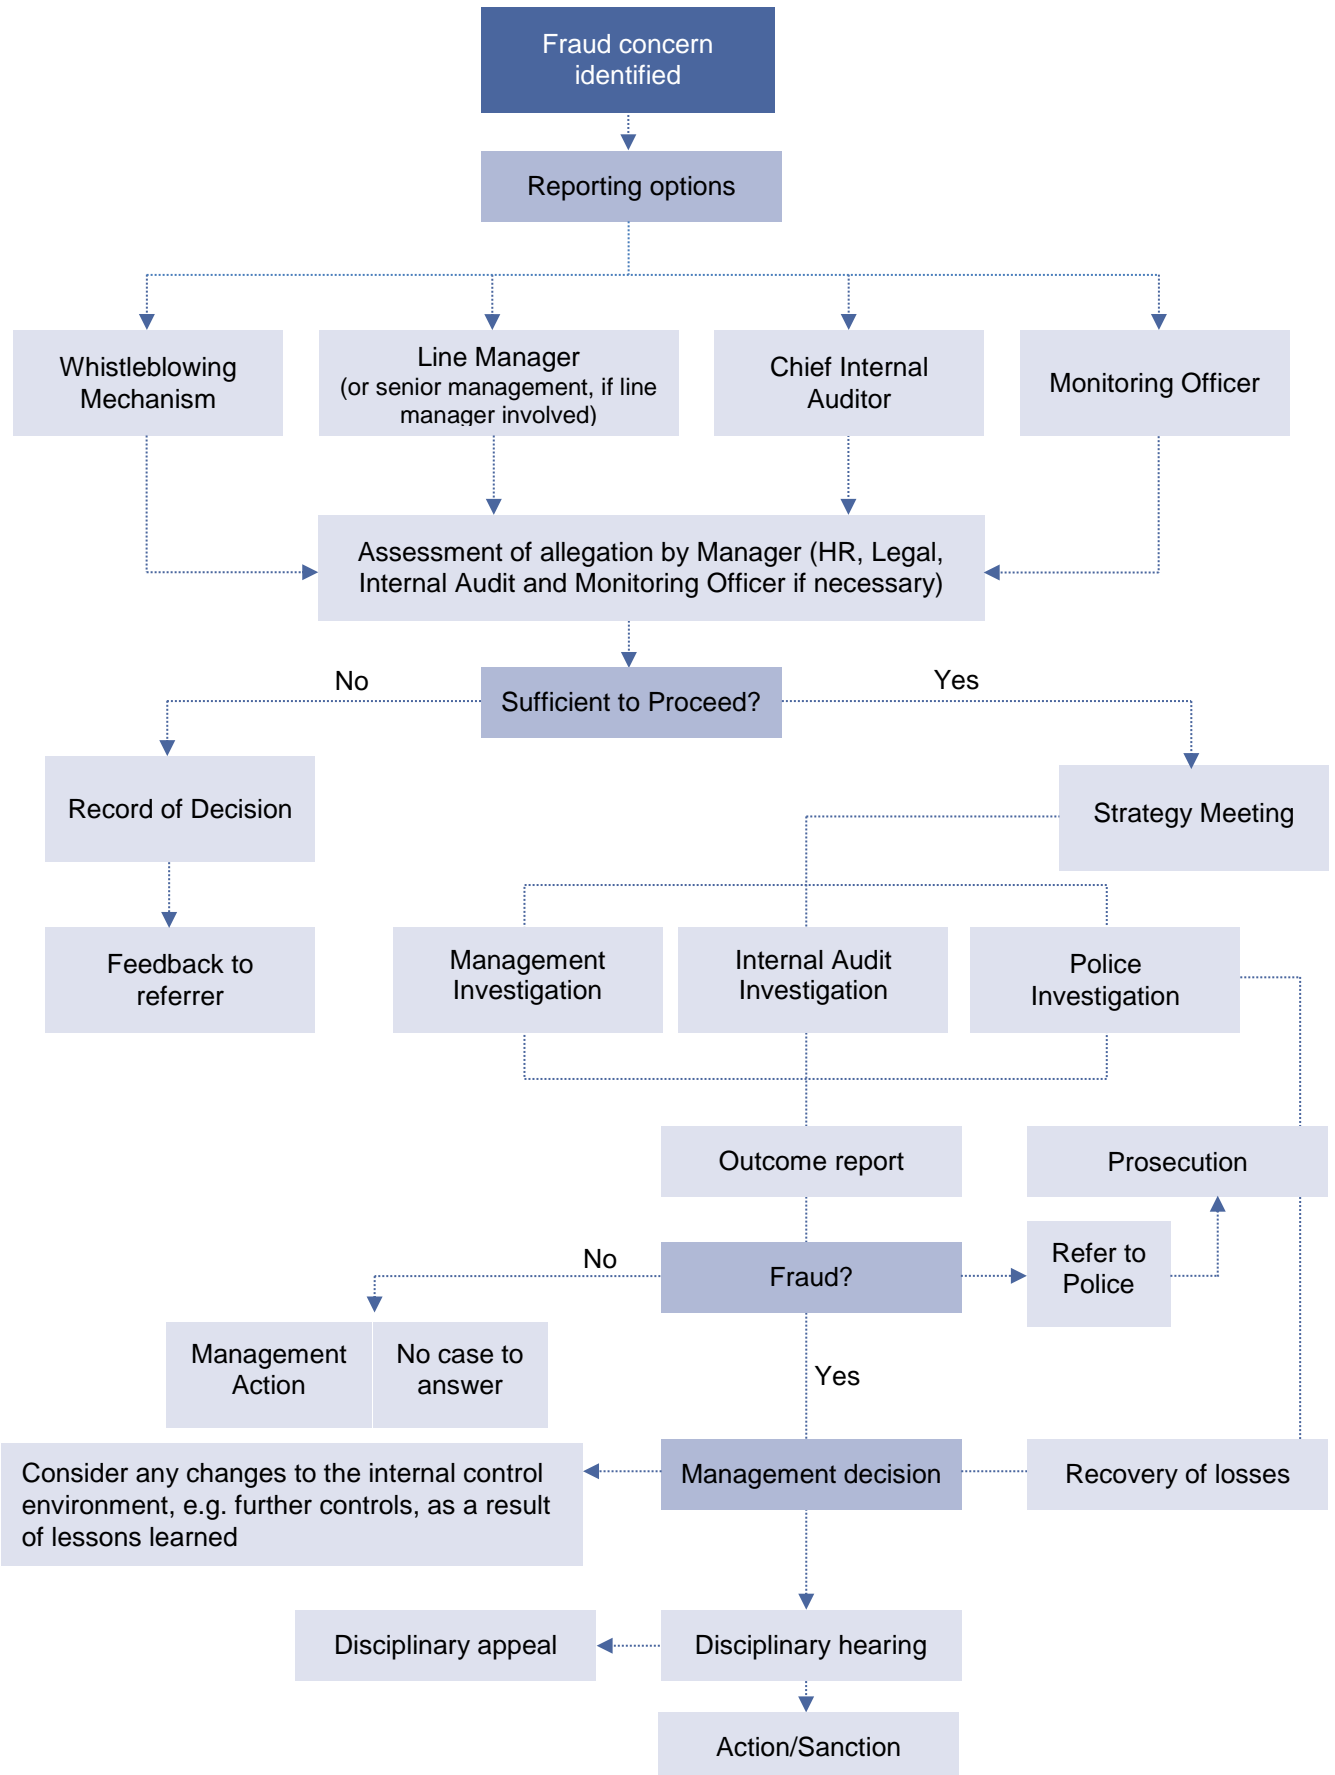 Fraud concern
identified
Reporting options
Whistleblowing
Mechanism
Line Manager
(or senior management, if line
manager involved)
Chief Internal
Auditor
Monitoring Officer
Assessment of allegation by Manager (HR, Legal,
Internal Audit and Monitoring Officer if necessary)
No
Sufficient to Proceed?
Yes
Record of Decision
Strategy Meeting
Feedback to
referrer
Management
Investigation
Internal Audit
Investigation
Police
Investigation
Outcome report
Prosecution
No
Fraud?
Refer to
Police
Management
Action
No case to
answer
Yes
Consider any changes to the internal control
environment, e.g. further controls, as a result
of lessons learned
Management decision
Recovery of losses
Disciplinary appeal
Disciplinary hearing
Action/Sanction